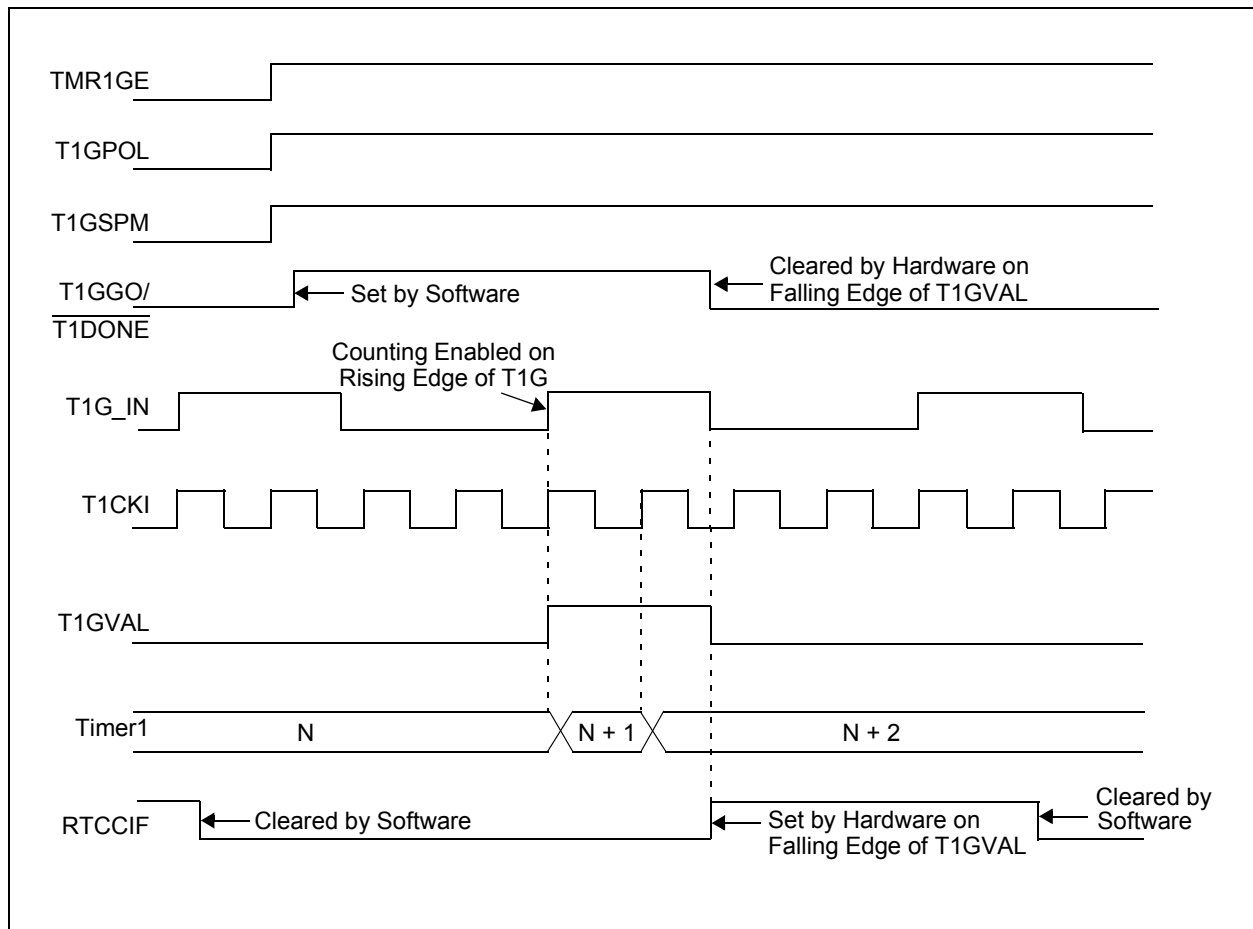 TMR1GE
T1GPOL
T1GSPM
T1GGO/
T1DONE
Set by Software
Cleared by Hardware on
Falling Edge of T1GVAL
Counting Enabled on
Rising Edge of T1G
T1G_IN
T1CKI
T1GVAL
Timer1
N
N + 1
N + 2
RTCCIF
Cleared by Software
Set by Hardware on
Falling Edge of T1GVAL
Cleared by
Software